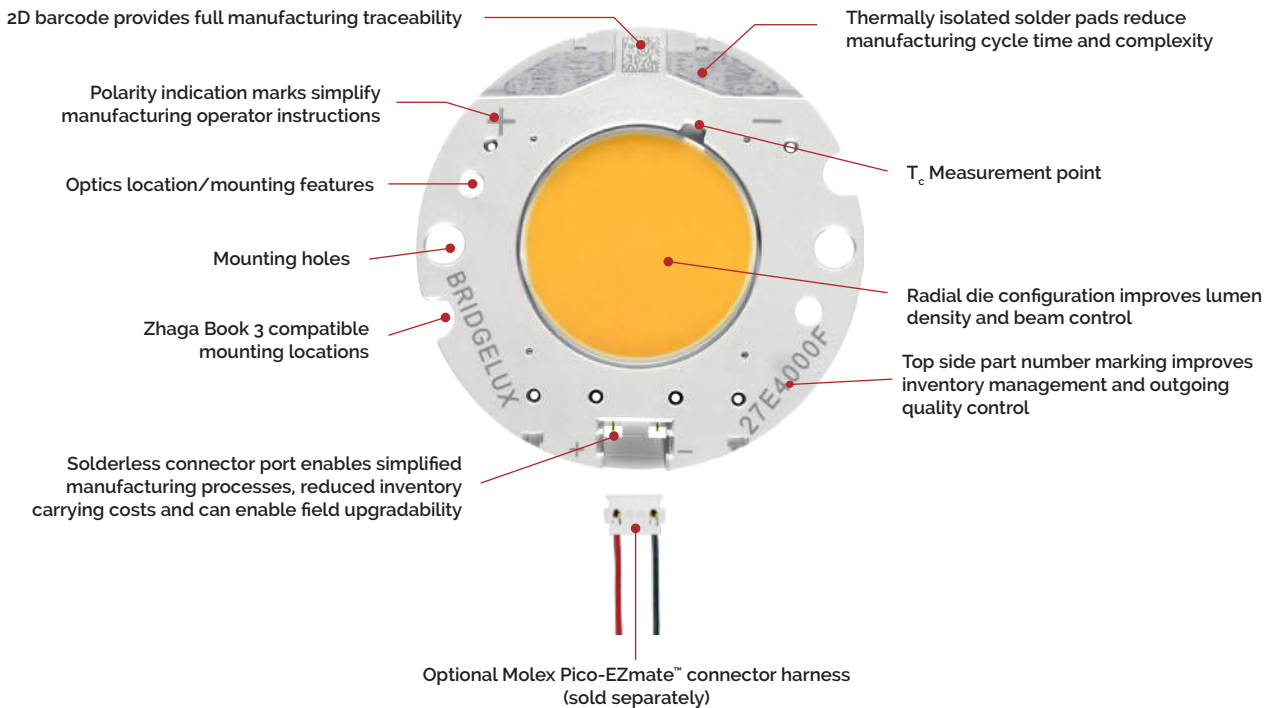 2D barcode provides full manufacturing traceability
Thermally isolated solder pads reduce
manufacturing cycle time and complexity
Polarity indication marks simplify
manufacturing operator instructions
+
−
Optics location/mounting features
Tc Measurement point
Mounting holes
BRIDGELUX
Radial die configuration improves lumen
density and beam control
Zhaga Book 3 compatible
mounting locations
27E4000F
Top side part number marking improves
inventory management and outgoing
quality control
+
-
Solderless connector port enables simplified
manufacturing processes, reduced inventory
carrying costs and can enable field upgradability
Optional Molex Pico-EZmate™ connector harness
(sold separately)